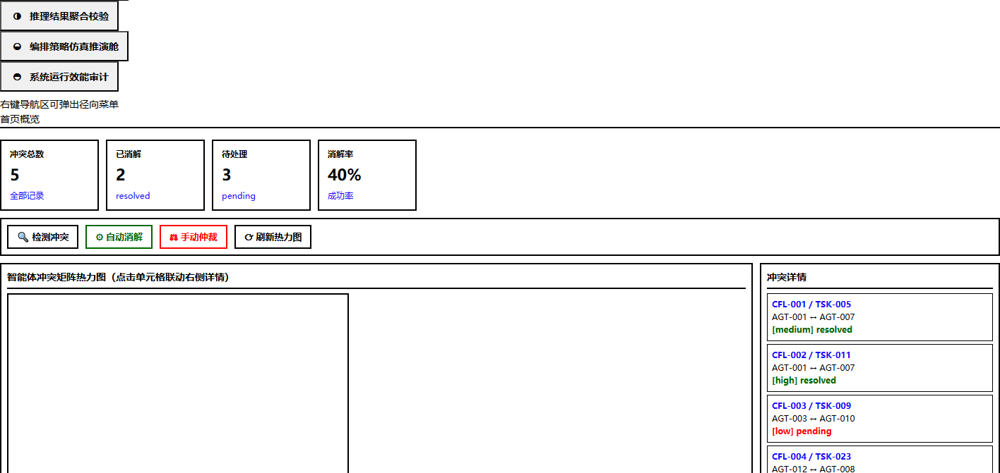 ◑ 推理结果聚合校验
◒ 编排策略仿真推演舱
◓ 系统运行效能审计
右键导航区可弹出径向菜单
首页概览
冲突总数
5
全部记录
已消解
2
resolved
待处理
3
pending
消解率
40%
成功率
🔍 检测冲突
⚙ 自动消解
手动仲裁
⟳ 刷新热力图
智能体冲突矩阵热力图（点击单元格联动右侧详情）
冲突详情
CFL-001 / TSK-005
AGT-001 ↔ AGT-007
[medium] resolved
CFL-002 / TSK-011
AGT-001 ↔ AGT-007
[high] resolved
CFL-003 / TSK-009
AGT-003 ↔ AGT-010
[low] pending
CFL-004 / TSK-023
AGT-012 ↔ AGT-008